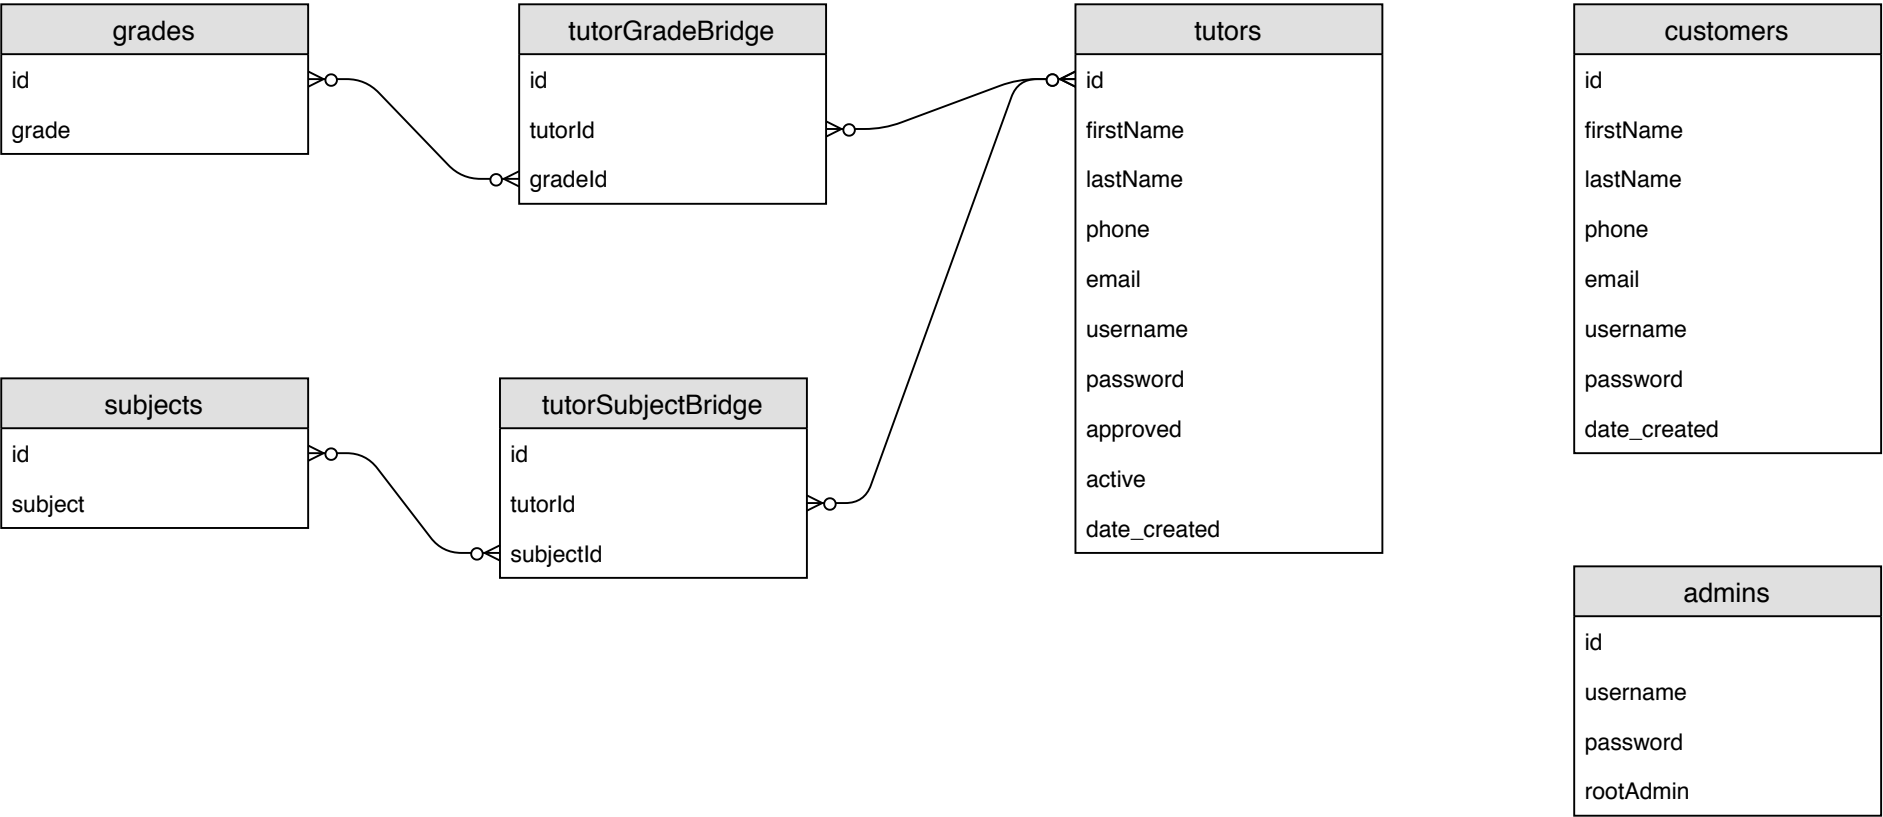 grades
id
grade
tutorGradeBridge
id
tutorId
gradeId
tutors
id
firstName
lastName
phone
email
username
password
approved
active
date_created
customers
id
firstName
lastName
phone
email
username
password
date_created
subjects
id
subject
tutorSubjectBridge
id
tutorId
subjectId
admins
id
username
password
rootAdmin